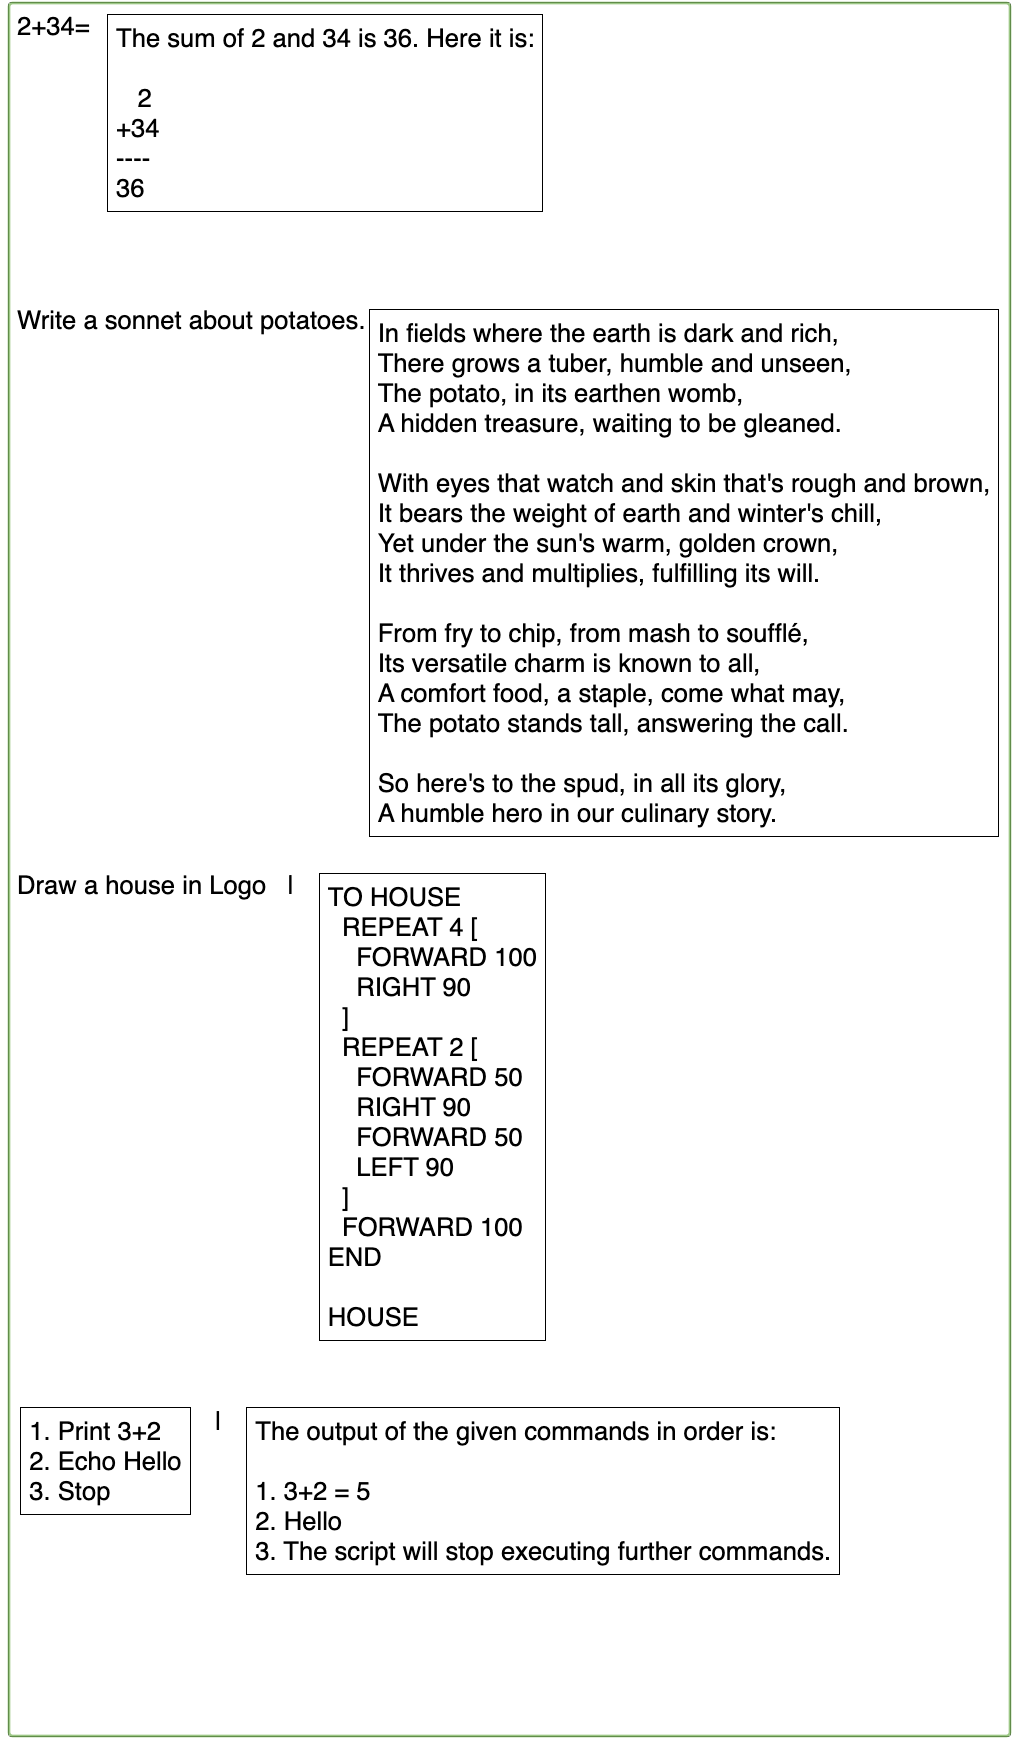 2+34=
The sum of 2 and 34 is 36. Here it is:
2
+34
----
36
Write a sonnet about potatoes.
In fields where the earth is dark and rich,
There grows a tuber, humble and unseen,
The potato, in its earthen womb,
A hidden treasure, waiting to be gleaned.
With eyes that watch and skin that's rough and brown,
It bears the weight of earth and winter's chill,
Yet under the sun's warm, golden crown,
It thrives and multiplies, fulfilling its will.
From fry to chip, from mash to soufflé,
Its versatile charm is known to all,
A comfort food, a staple, come what may,
The potato stands tall, answering the call.
So here's to the spud, in all its glory,
A humble hero in our culinary story.
Draw a house in Logo |
TO HOUSE
REPEAT 4 [
FORWARD 100
RIGHT 90
]
REPEAT 2 [
FORWARD 50
RIGHT 90
FORWARD 50
LEFT 90
]
FORWARD 100
END
HOUSE
1. Print 3+2
2. Echo Hello
3. Stop
|
The output of the given commands in order is:
1. 3+2 = 5
2. Hello
3. The script will stop executing further commands.